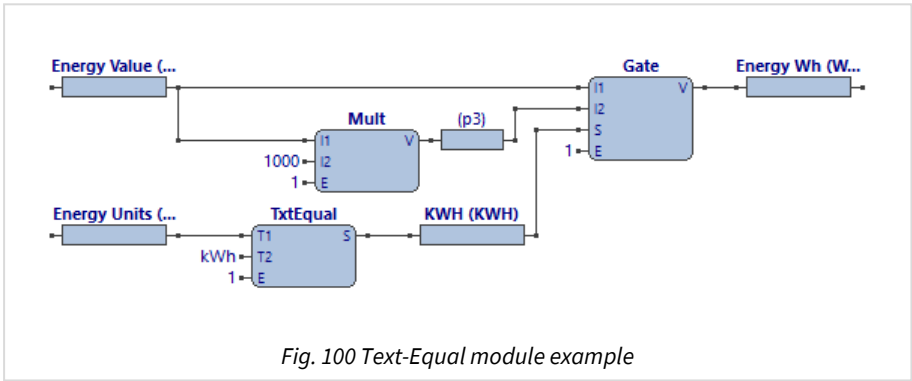 Energy Value (...
Gate
Energy Wh (W...
I1
V
I2
Mult
(p3)
S
I1
V
1
E
1000
I2
1
E
Energy Units (...
TxtEqual
KWH (KWH)
T1
S
kWh
T2
1
E
Fig. 100 Text-Equal module example